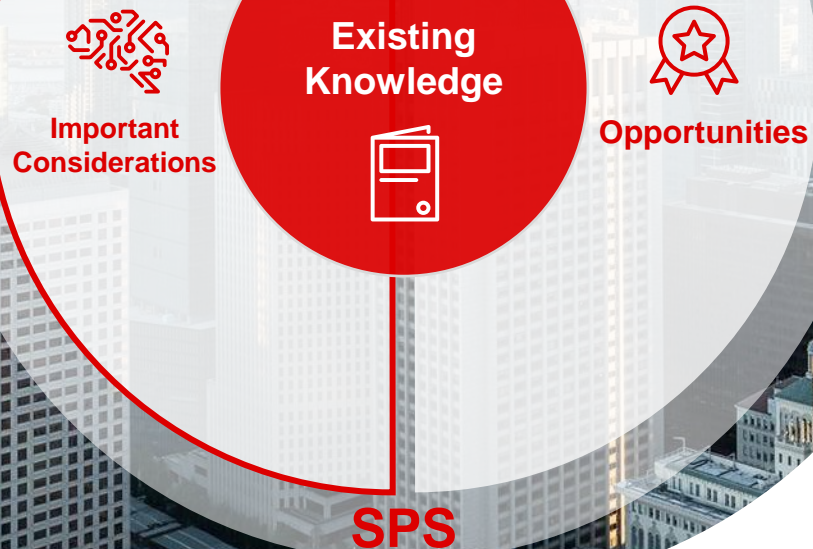 Existing
Knowledge
Important
Considerations
Opportunities
SPS